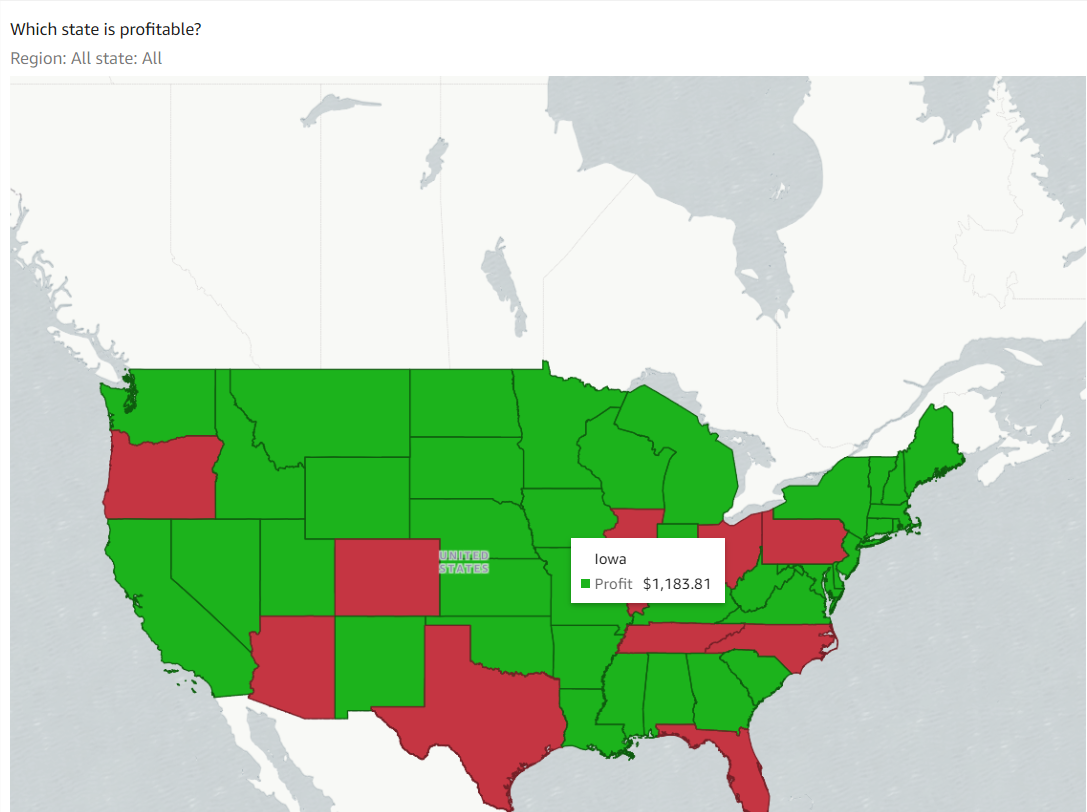 Which state is profitable?
Region: All state: All
UNITED
STATES
Iowa
Profit $1,183.81